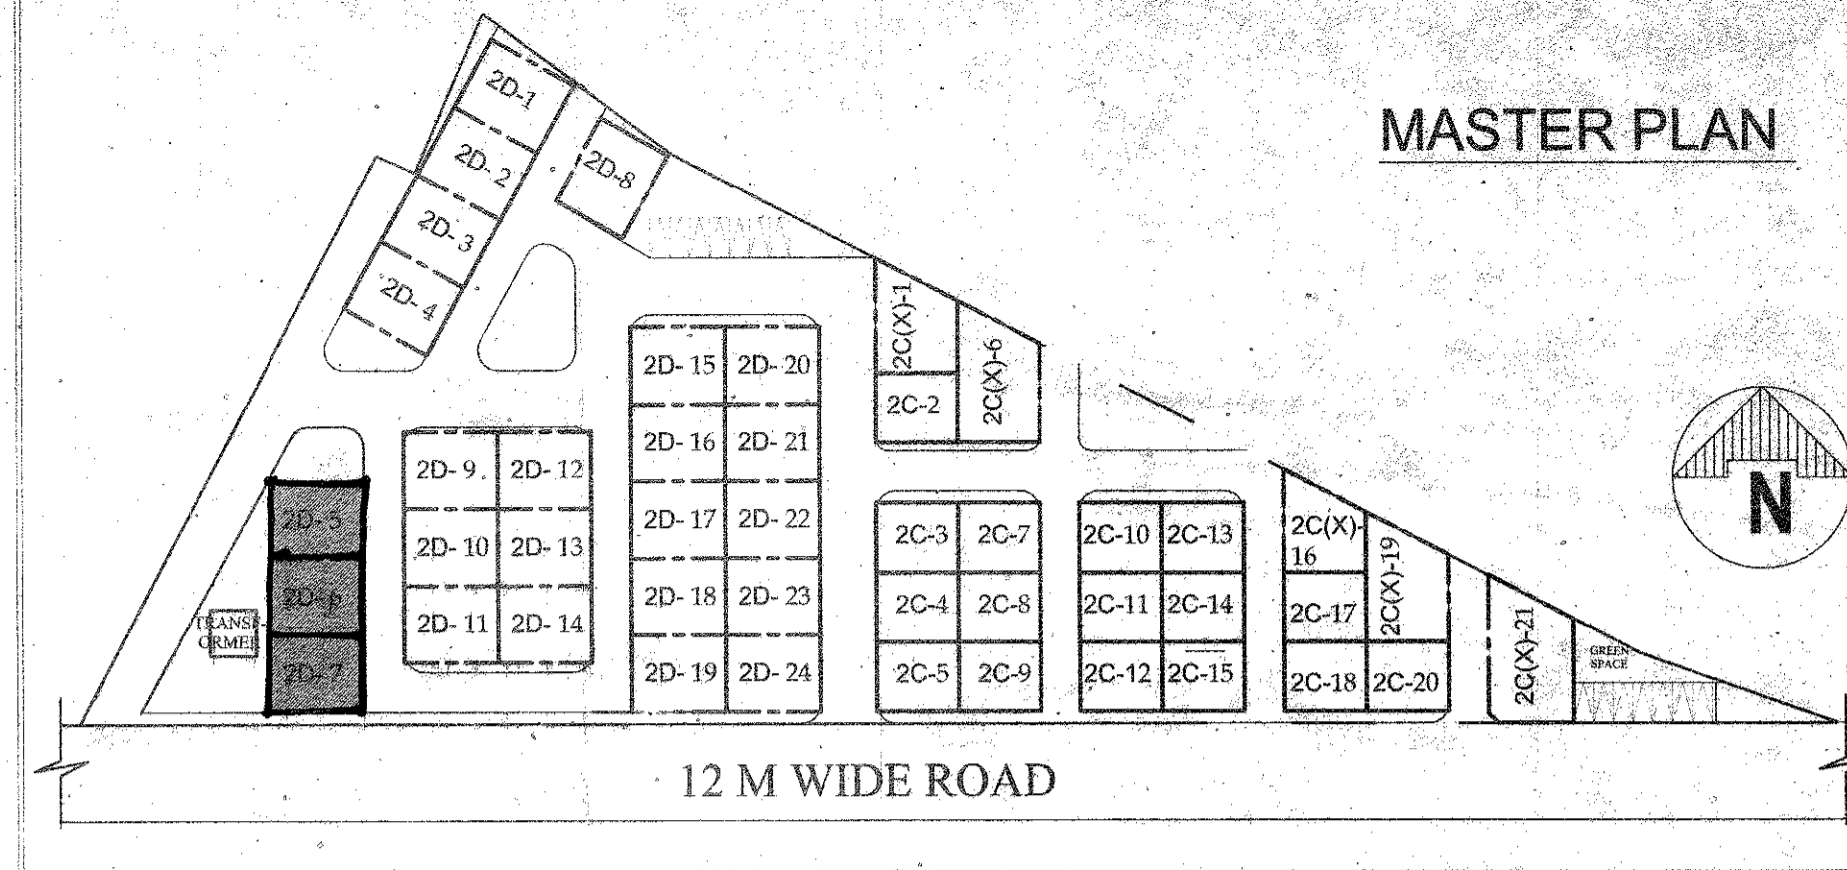 MASTER PLAN
2D-1
2D- 2
2D- 3
2D- 4
2D-8
2D- 5
2D- 6
2D- 7
TRANSF-
ORMER
2D- 9
2D- 12
2D- 10
2D- 13
2D- 11
2D- 14
2D- 15
2D- 20
2D- 16
2D- 21
2D- 17
2D- 22
2D- 18
2D- 23
2D- 19
2D- 24
2C(X)-1
2C(X)-6
2C-2
2C-3
2C-7
2C-4
2C-8
2C-5
2C-9
2C-10
2C-13
2C-11
2C-14
2C-12
2C-15
2C(X)-
16
2C(X)-19
2C-17
2C-18
2C-20
2C(X)-21
GREEN
SPACE
N
12 M WIDE ROAD